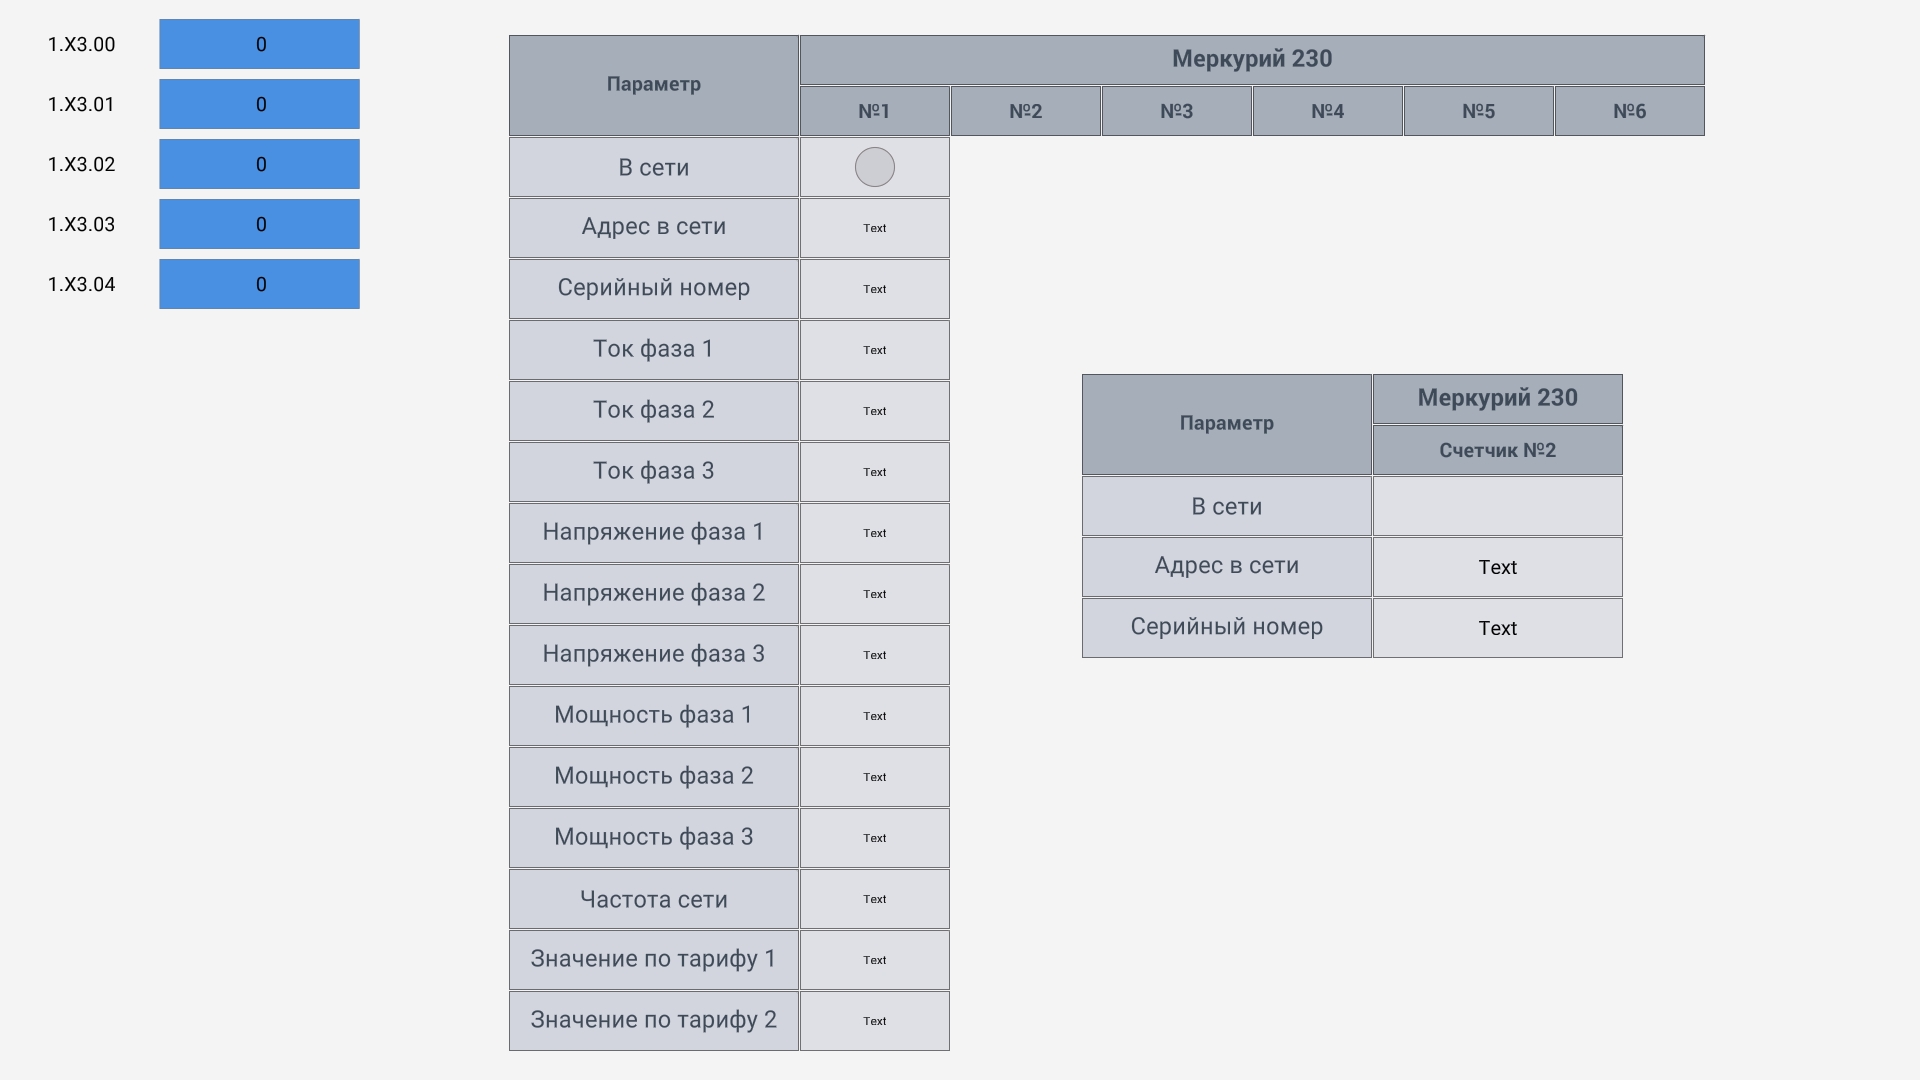 1.X3.00 0
1.X3.01 0
1.X3.02 0
1.X3.03 0
1.X3.04 0
Параметр Меркурий 230
№1 №2 №3 №4 №5 №6
В сети
Адрес в сети Text
Серийный номер Text
Ток фаза 1 Text
Ток фаза 2 Text
Ток фаза 3 Text
Напряжение фаза 1 Text
Напряжение фаза 2 Text
Напряжение фаза 3 Text
Мощность фаза 1 Text
Мощность фаза 2 Text
Мощность фаза 3 Text
Частота сети Text
Значение по тарифу 1 Text
Значение по тарифу 2 Text
Параметр Меркурий 230
Счетчик №2
В сети
Адрес в сети Text
Серийный номер Text